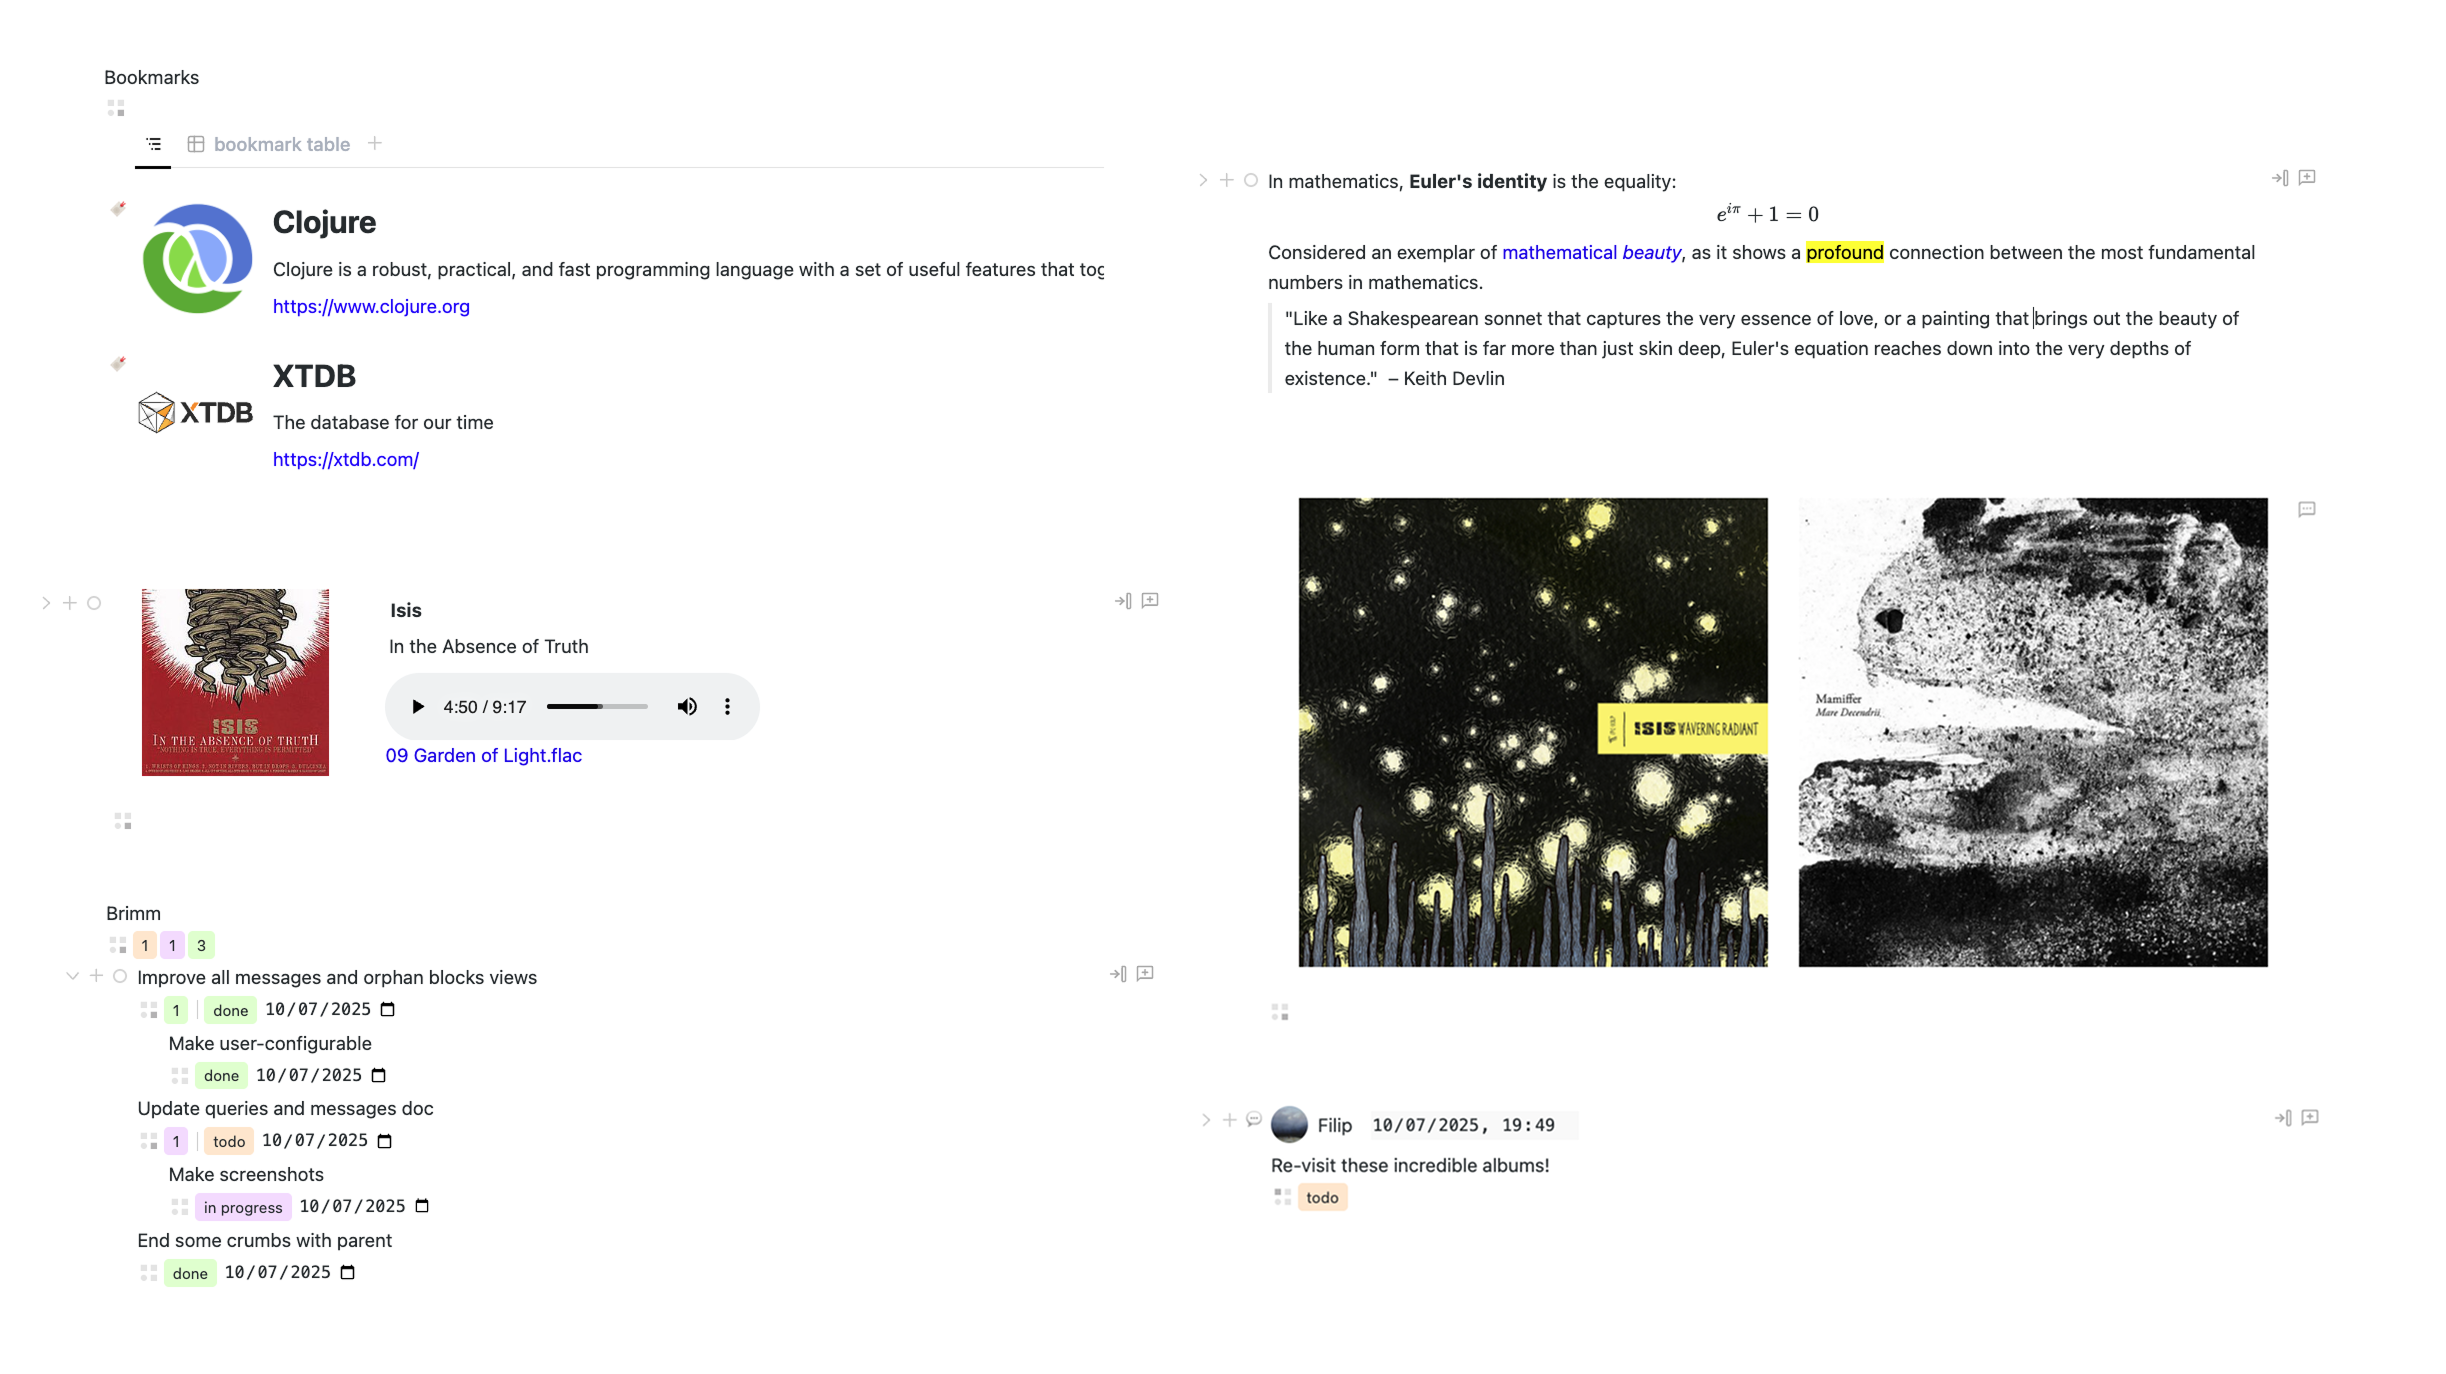 Bookmarks
bookmark table
Clojure
Clojure is a robust, practical, and fast programming language with a set of useful features that tog
https://www.clojure.org
XTDB
XTDB
The database for our time
https://xtdb.com/
Isis
In the Absence of Truth
4:50 / 9:17
09 Garden of Light.flac
ISIS
IN THE ABSENCE OF TRUTH
"NOTHING IS TRUE, EVERYTHING IS PERMITTED"
Brimm
1 1 3
Improve all messages and orphan blocks views
1 done 10/07/2025
Make user-configurable
done 10/07/2025
Update queries and messages doc
1 todo 10/07/2025
Make screenshots
in progress 10/07/2025
End some crumbs with parent
done 10/07/2025
In mathematics, Euler's identity is the equality:
e^{iπ} + 1 = 0
Considered an exemplar of mathematical beauty, as it shows a profound connection between the most fundamental
numbers in mathematics.
"Like a Shakespearean sonnet that captures the very essence of love, or a painting that brings out the beauty of
the human form that is far more than just skin deep, Euler's equation reaches down into the very depths of
existence."  – Keith Devlin
ISIS WAVERING RADIANT
Mamiffer
Mare Decendrii
Filip 10/07/2025, 19:49
Re-visit these incredible albums!
todo